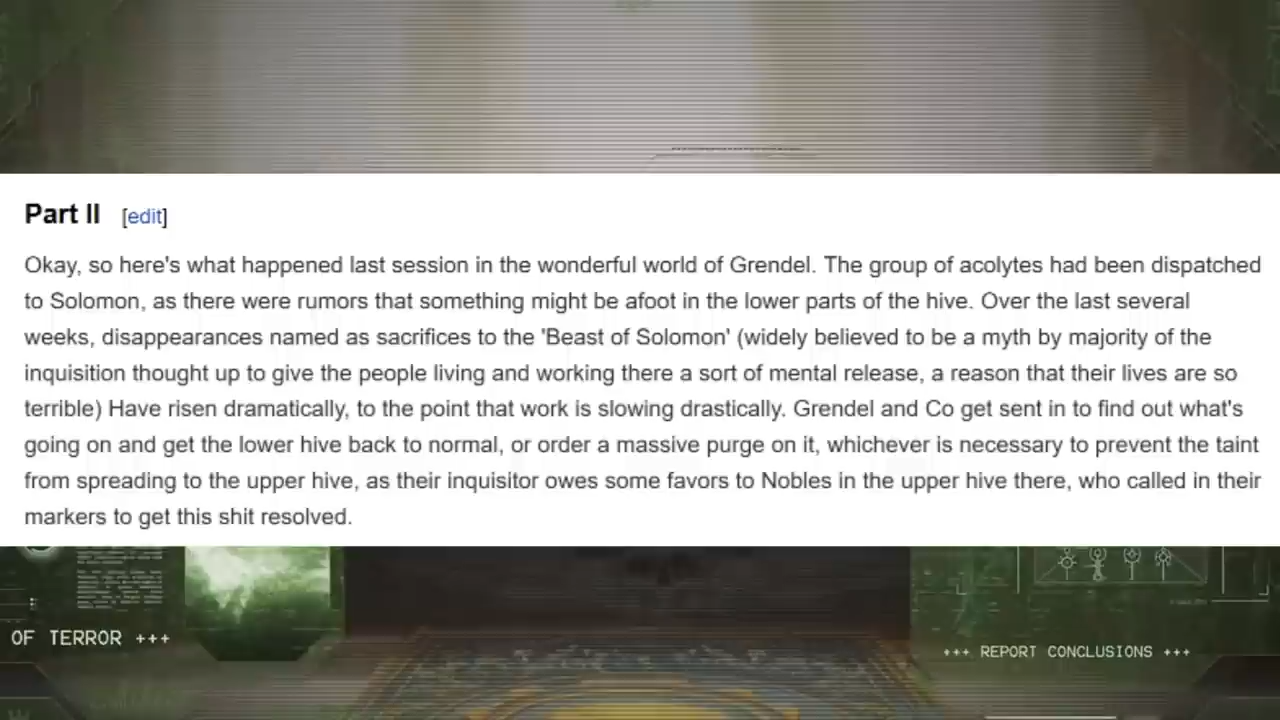 Part II [edit]
Okay, so here's what happened last session in the wonderful world of Grendel. The group of acolytes had been dispatched
to Solomon, as there were rumors that something might be afoot in the lower parts of the hive. Over the last several
weeks, disappearances named as sacrifices to the 'Beast of Solomon' (widely believed to be a myth by majority of the
inquisition thought up to give the people living and working there a sort of mental release, a reason that their lives are so
terrible) Have risen dramatically, to the point that work is slowing drastically. Grendel and Co get sent in to find out what's
going on and get the lower hive back to normal, or order a massive purge on it, whichever is necessary to prevent the taint
from spreading to the upper hive, as their inquisitor owes some favors to Nobles in the upper hive there, who called in their
markers to get this shit resolved.
OF TERROR +++
+++ REPORT CONCLUSIONS +++